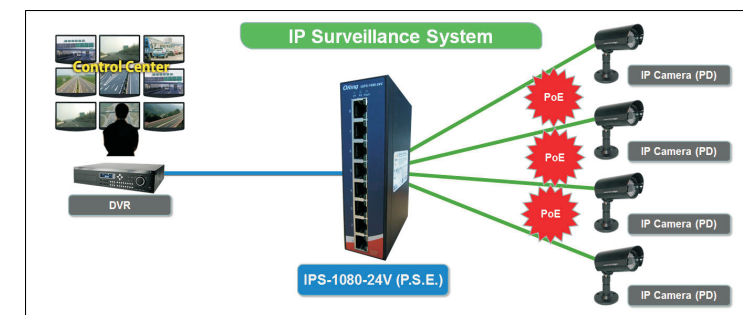 IP Surveillance System
Control Center
IP Camera (PD)
PoE
IP Camera (PD)
PoE
IP Camera (PD)
PoE
DVR
IP Camera (PD)
IPS-1080-24V (P.S.E.)